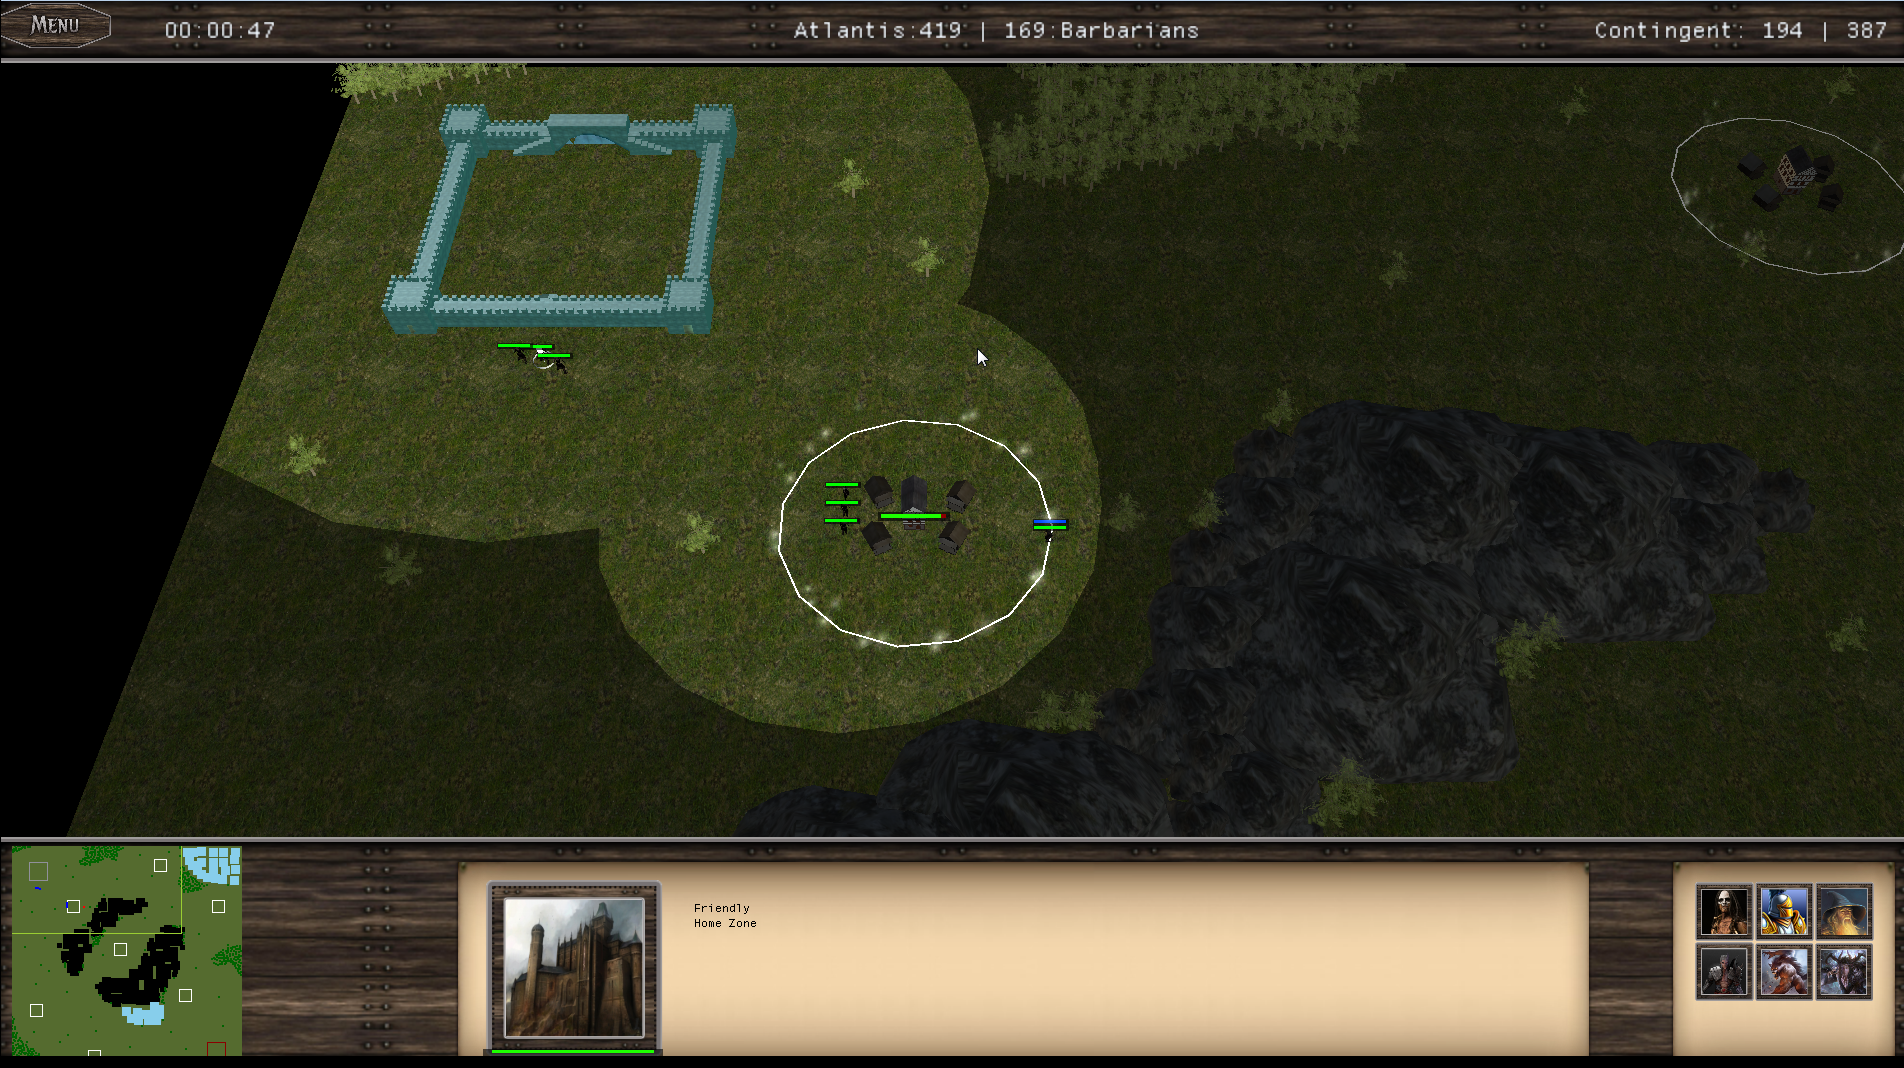 MENU
00:00:47
Atlantis:419 | 169:Barbarians
Contingent: 194 | 387
Friendly
Home Zone